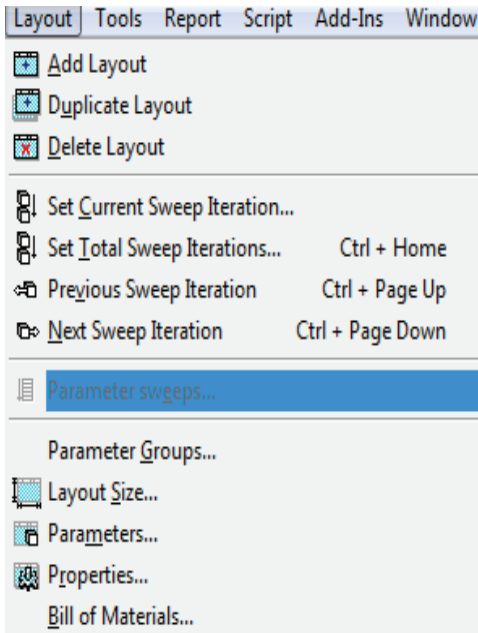 Layout Tools Report Script Add-Ins Window
Add Layout
Duplicate Layout
Delete Layout
Set Current Sweep Iteration...
Set Total Sweep Iterations... Ctrl + Home
Previous Sweep Iteration Ctrl + Page Up
Next Sweep Iteration Ctrl + Page Down
Parameter sweeps...
Parameter Groups...
Layout Size...
Parameters...
Properties...
Bill of Materials...